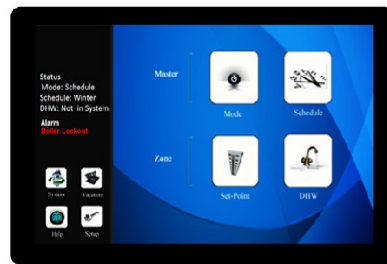 Status
Mode: Schedule
Schedule: Winter
DHW: Not in System
Alarm
Boiler Lockout
Master
Mode
Schedule
Zone
Set-Point
DHW
System
Vacation
Help
Setup